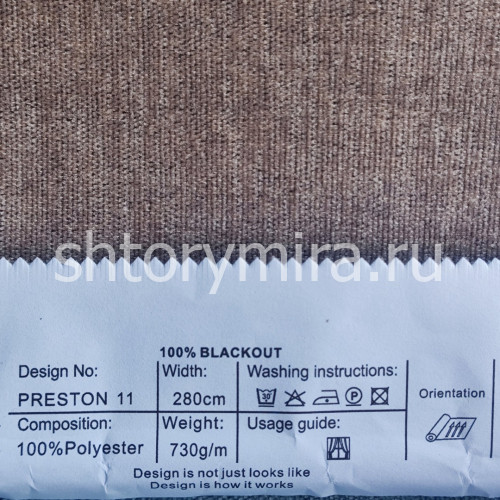 shtorymira.ru
100% BLACKOUT
Design No:
Width:
Washing instructions:
PRESTON 11
280cm
30
P
Orientation
Composition:
Weight:
Usage guide:
100%Polyester
730g/m
Design is not just looks like
Design is how it works